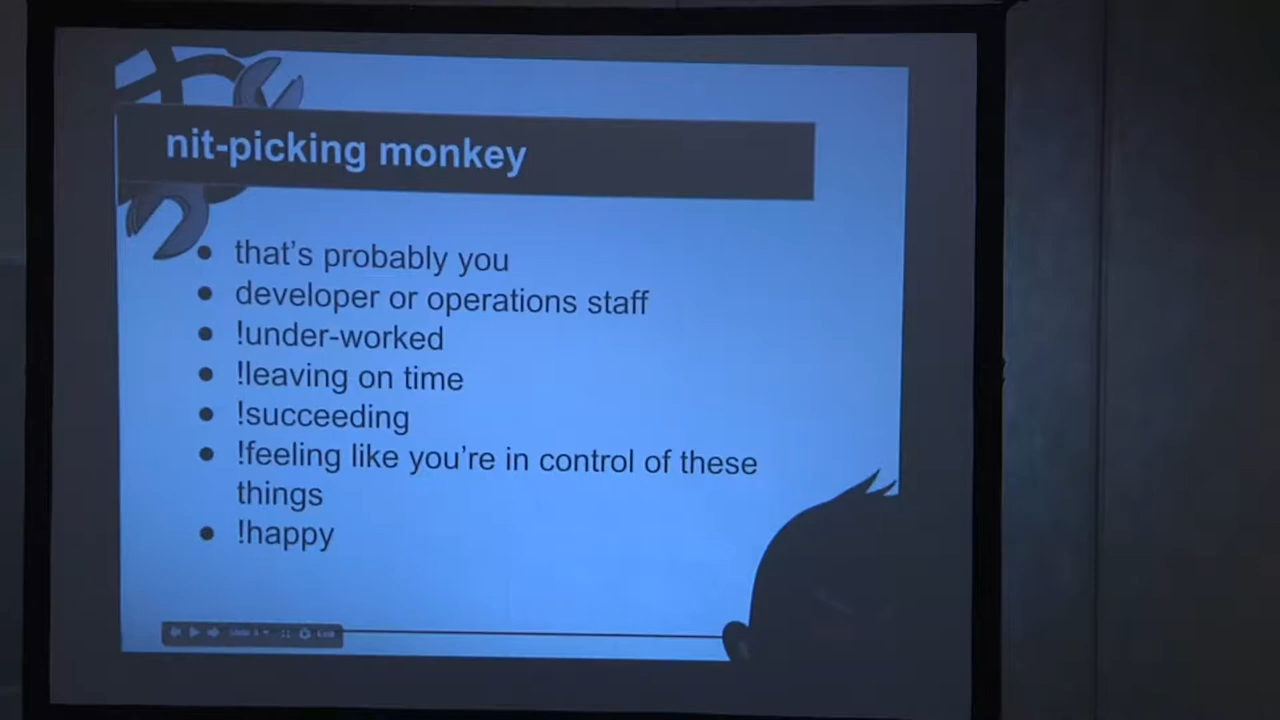 nit-picking monkey
● that's probably you
● developer or operations staff
● !under-worked
● !leaving on time
● !succeeding
● !feeling like you're in control of these
things
● !happy